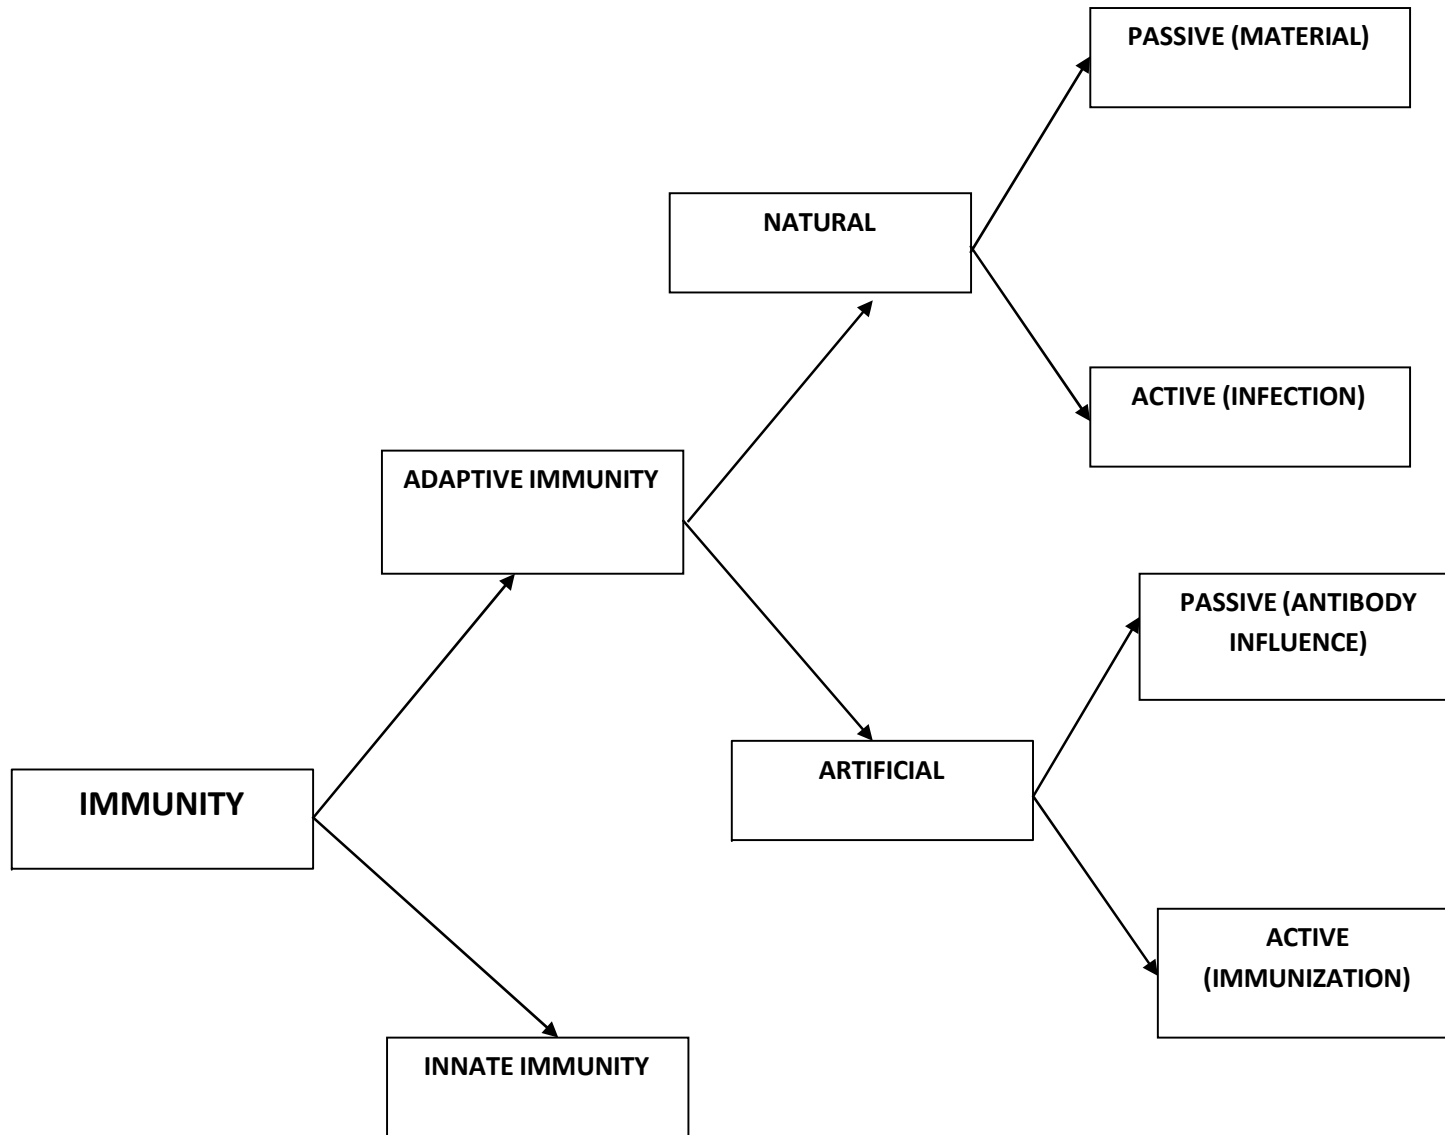 PASSIVE (MATERIAL)
NATURAL
ACTIVE (INFECTION)
ADAPTIVE IMMUNITY
PASSIVE (ANTIBODY
INFLUENCE)
ARTIFICIAL
IMMUNITY
ACTIVE
(IMMUNIZATION)
INNATE IMMUNITY